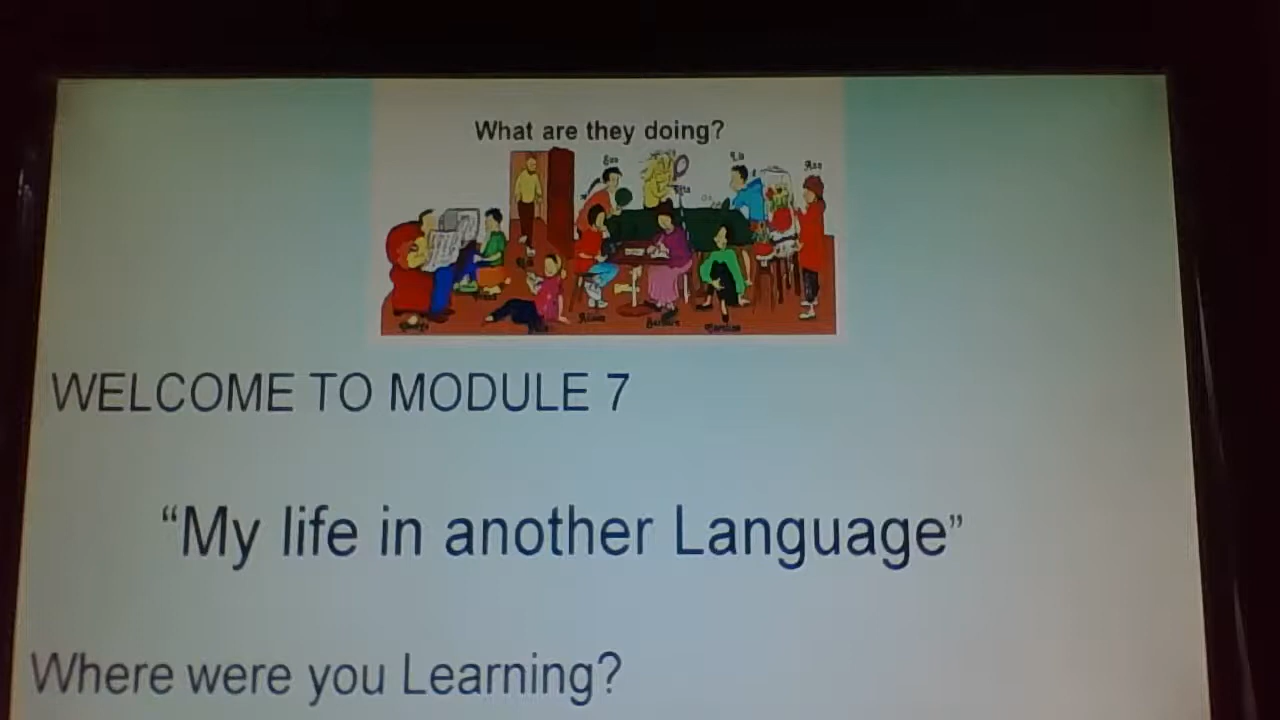 What are they doing?
WELCOME TO MODULE 7
“My life in another Language”
Where were you Learning?